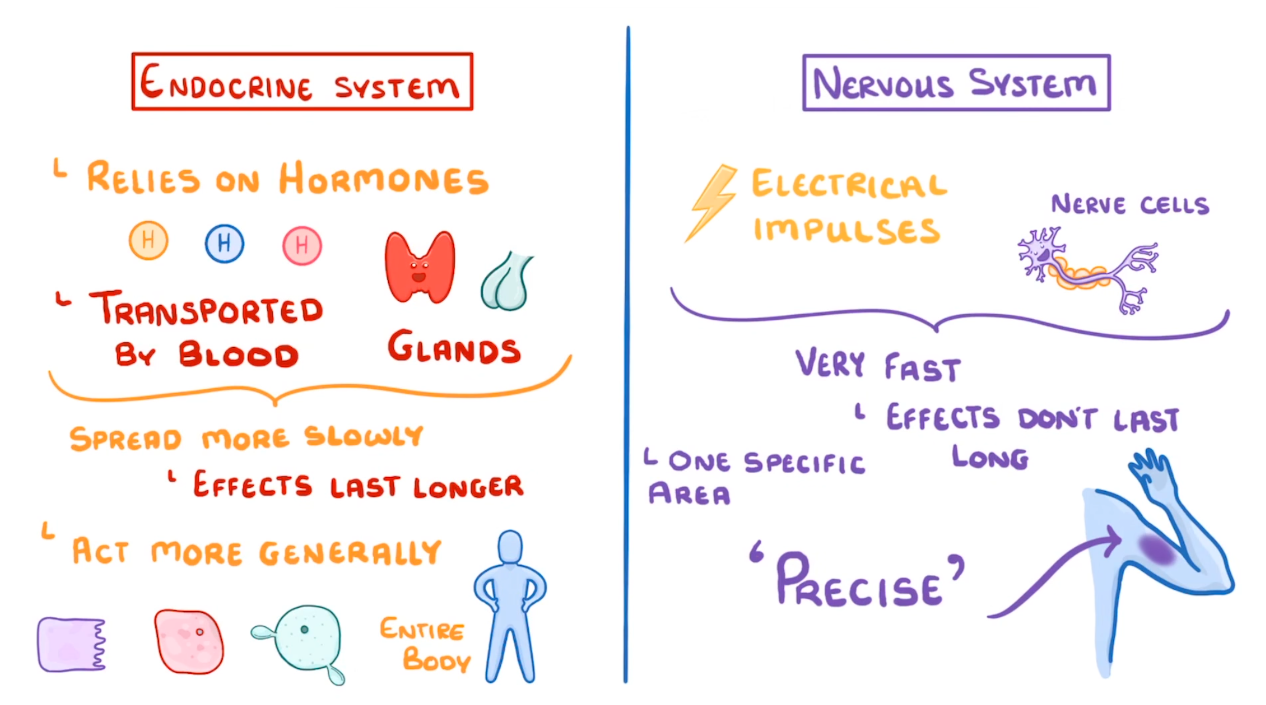 ENDOCRINE SYSTEM
└ RELIES ON HORMONES
H H H
└ TRANSPORTED
BY BLOOD
GLANDS
SPREAD MORE SLOWLY
└ EFFECTS LAST LONGER
└ ACT MORE GENERALLY
ENTIRE
BODY
NERVOUS SYSTEM
ELECTRICAL
IMPULSES
NERVE CELLS
VERY FAST
└ EFFECTS DON'T LAST
LONG
└ ONE SPECIFIC
AREA
'PRECISE'